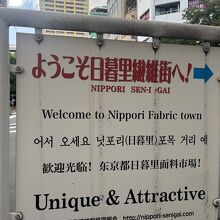 ようこそ日暮里繊維街へ!
NIPPORI SEN-I GAI
Welcome to Nippori Fabric town
어서 오세요 닛포리(日暮里)포목 거리 에
歓迎光临! 东京都日暮里面料市场!
Unique & Attractive
http://nippori-senigai.com